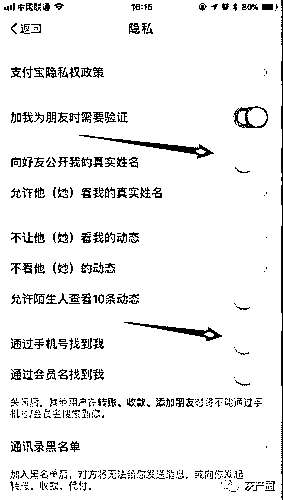 中国联通
16:15
80%
返回
隐私
支付宝隐私权政策
加我为朋友时需要验证
向好友公开我的真实姓名
允许他（她）看我的真实姓名
不让他（她）看我的动态
不看他（她）的动态
允许陌生人查看10条动态
通过手机号找到我
通过会员名找到我
关闭后，其他用户在转账、收款、添加朋友等将不能通过手
机号/会员名搜索到你。
通讯录黑名单
加入黑名单后，对方将无法给你发送消息，或向你发起
转账、收款、代付。